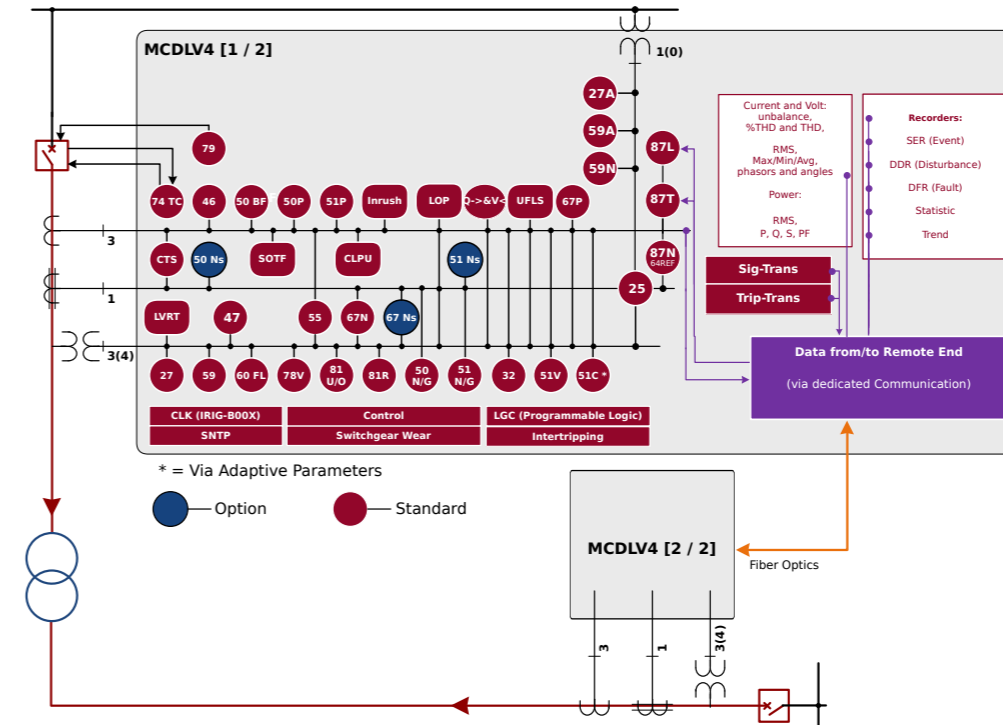 MCDLV4 [1 / 2]
1(0)
27A
59A
59N
87L
87T
87N
64REF
25
Current and Volt:
unbalance,
%THD and THD,
RMS,
Max/Min/Avg,
phasors and angles
Power:
RMS,
P, Q, S, PF
Recorders:
SER (Event)
DDR (Disturbance)
DFR (Fault)
Statistic
Trend
79
74 TC
46
50 BF
50P
51P
Inrush
LOP
Q->&V<
UFLS
67P
3
CTS
50 Ns
SOTF
CLPU
51 Ns
Sig-Trans
Trip-Trans
1
LVRT
47
55
67N
67 Ns
3(4)
27
59
60 FL
78V
81
U/O
81R
50
N/G
51
N/G
32
51V
51C *
Data from/to Remote End
(via dedicated Communication)
CLK (IRIG-B00X)
Control
LGC (Programmable Logic)
SNTP
Switchgear Wear
Intertripping
* = Via Adaptive Parameters
Option
Standard
MCDLV4 [2 / 2]
Fiber Optics
3
1
3(4)